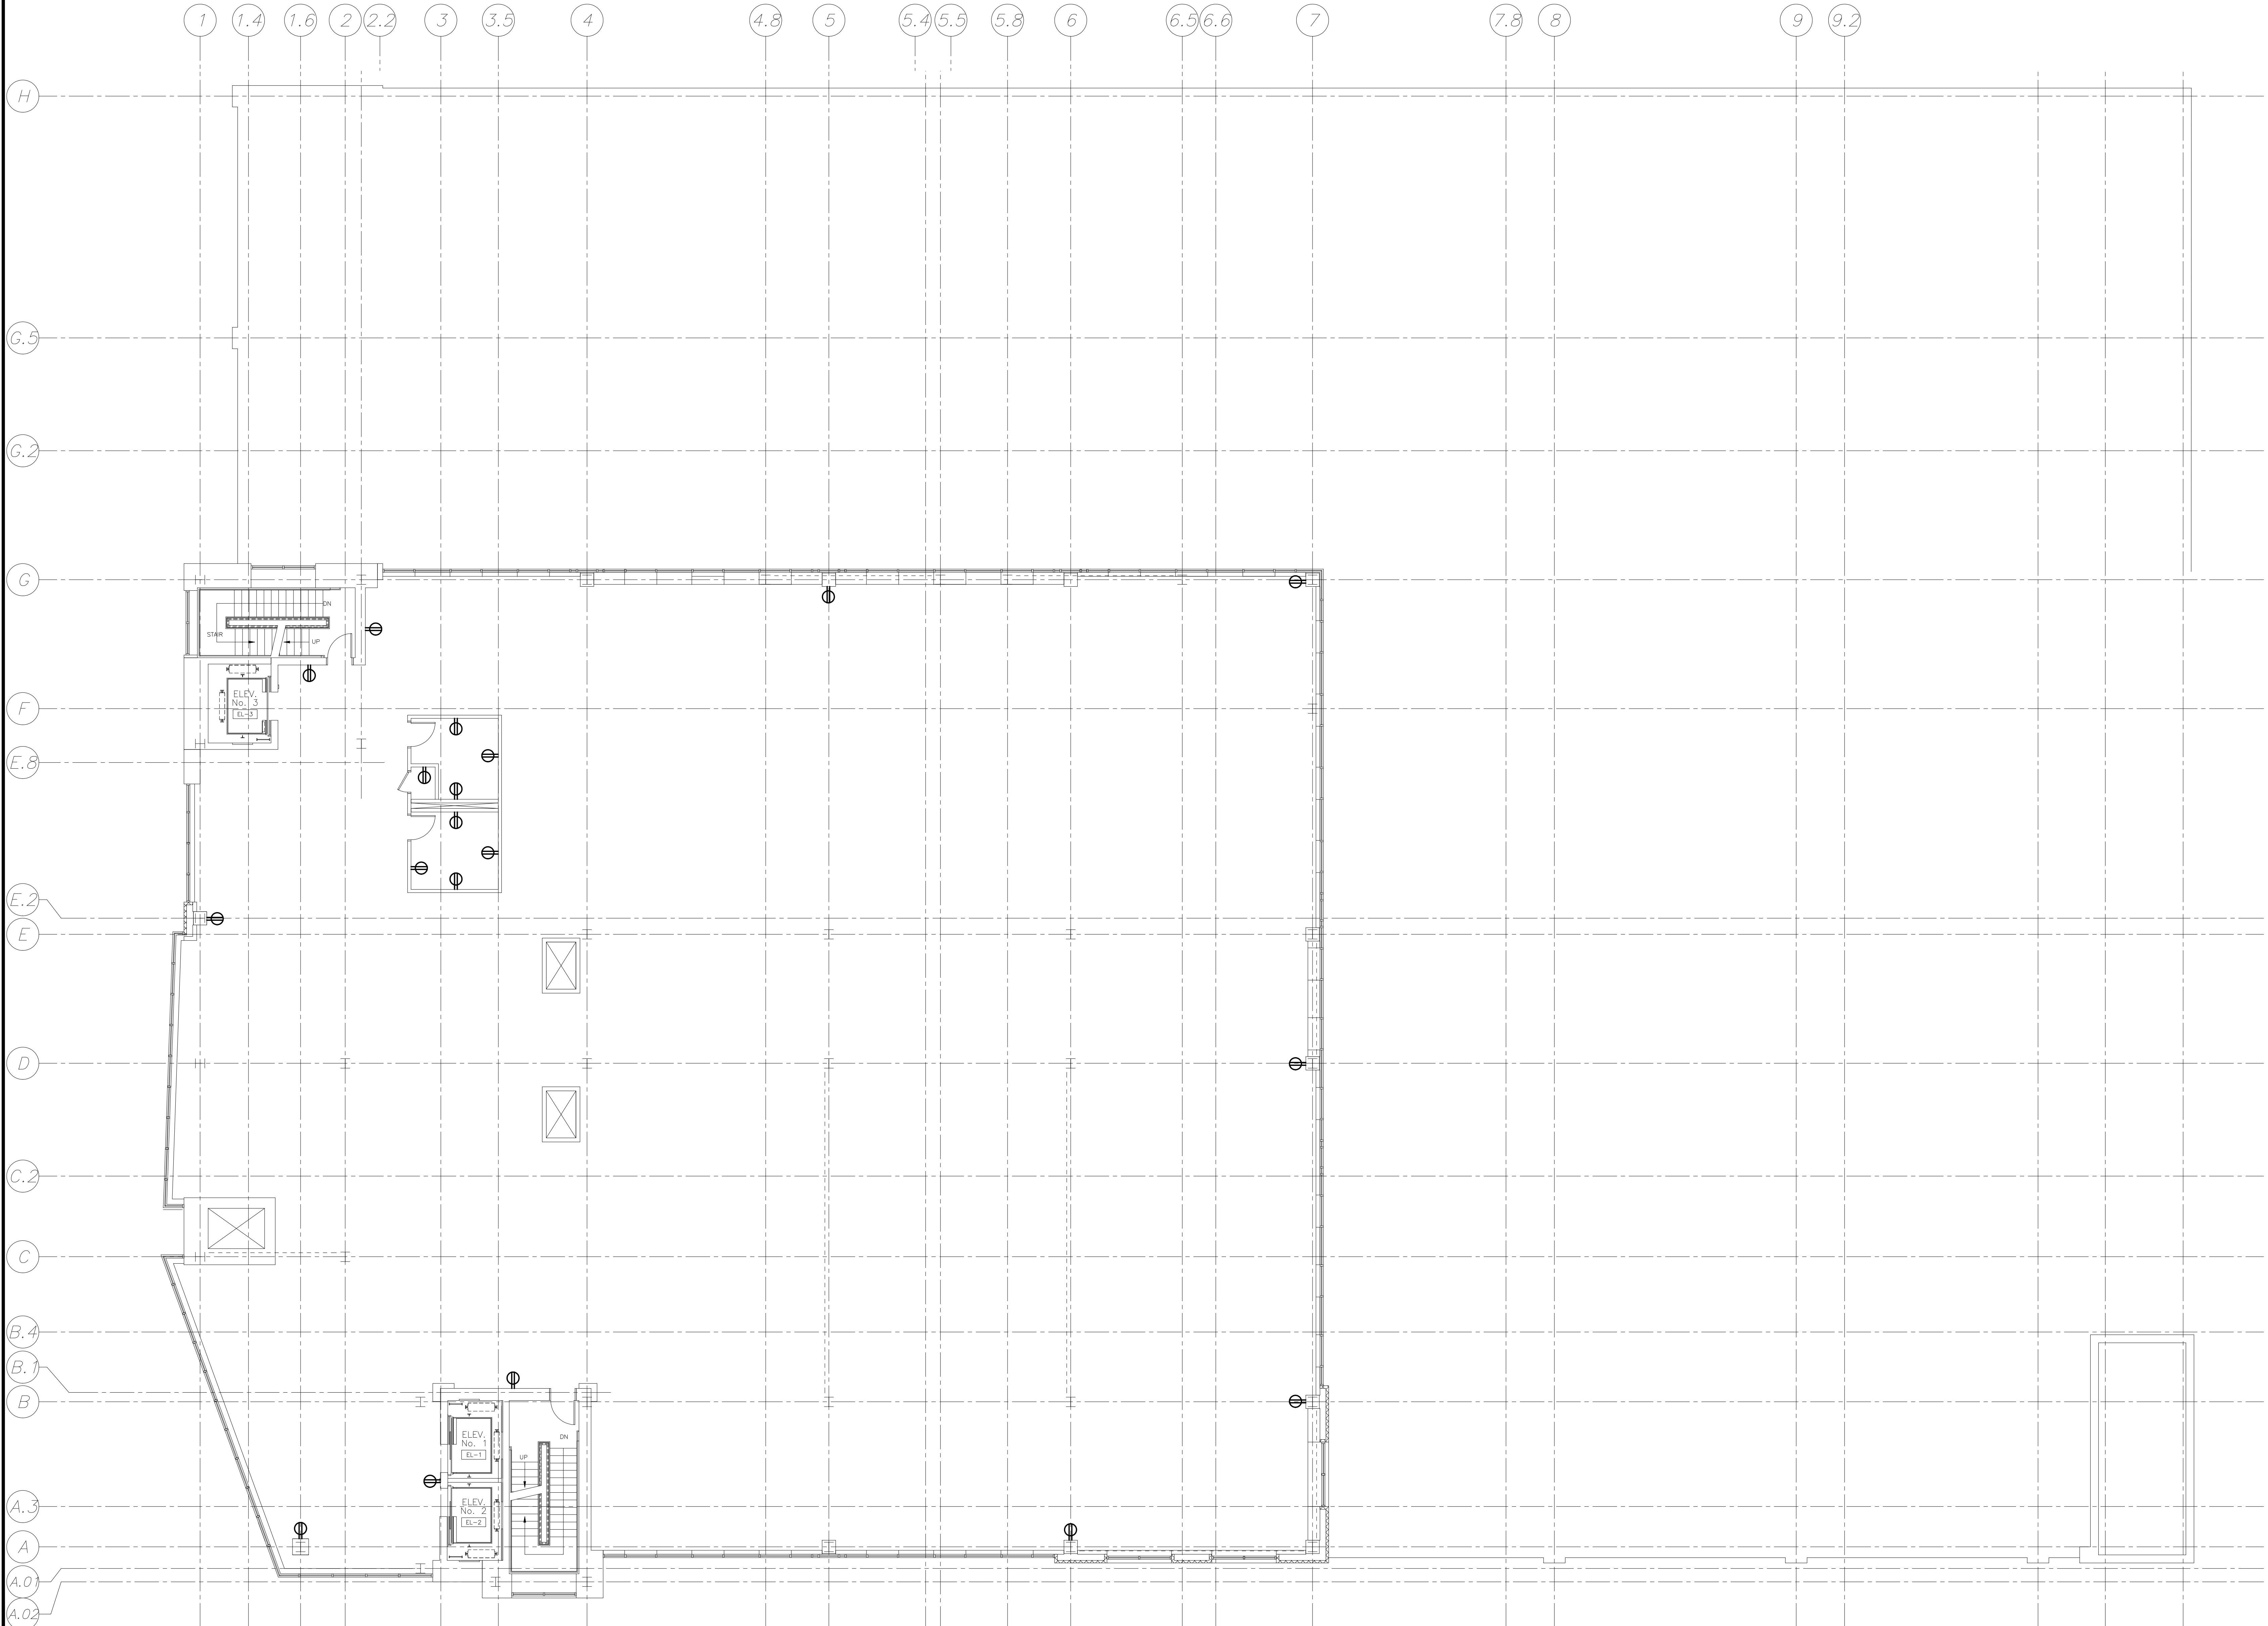 1 1.4 1.6 2 2.2 3 3.5 4 4.8 5 5.4 5.5 5.8 6 6.5 6.6 7 7.8 8 9 9.2
H
G.5
G.2
G
DN
STAIR
UP
ELEV.
No. 3
EL-3
F
E.8
E.2
E
D
C.2
C
B.4
B.1
B
ELEV.
No. 1
EL-1
DN
UP
A.3
ELEV.
No. 2
EL-2
A
A.01
A.02